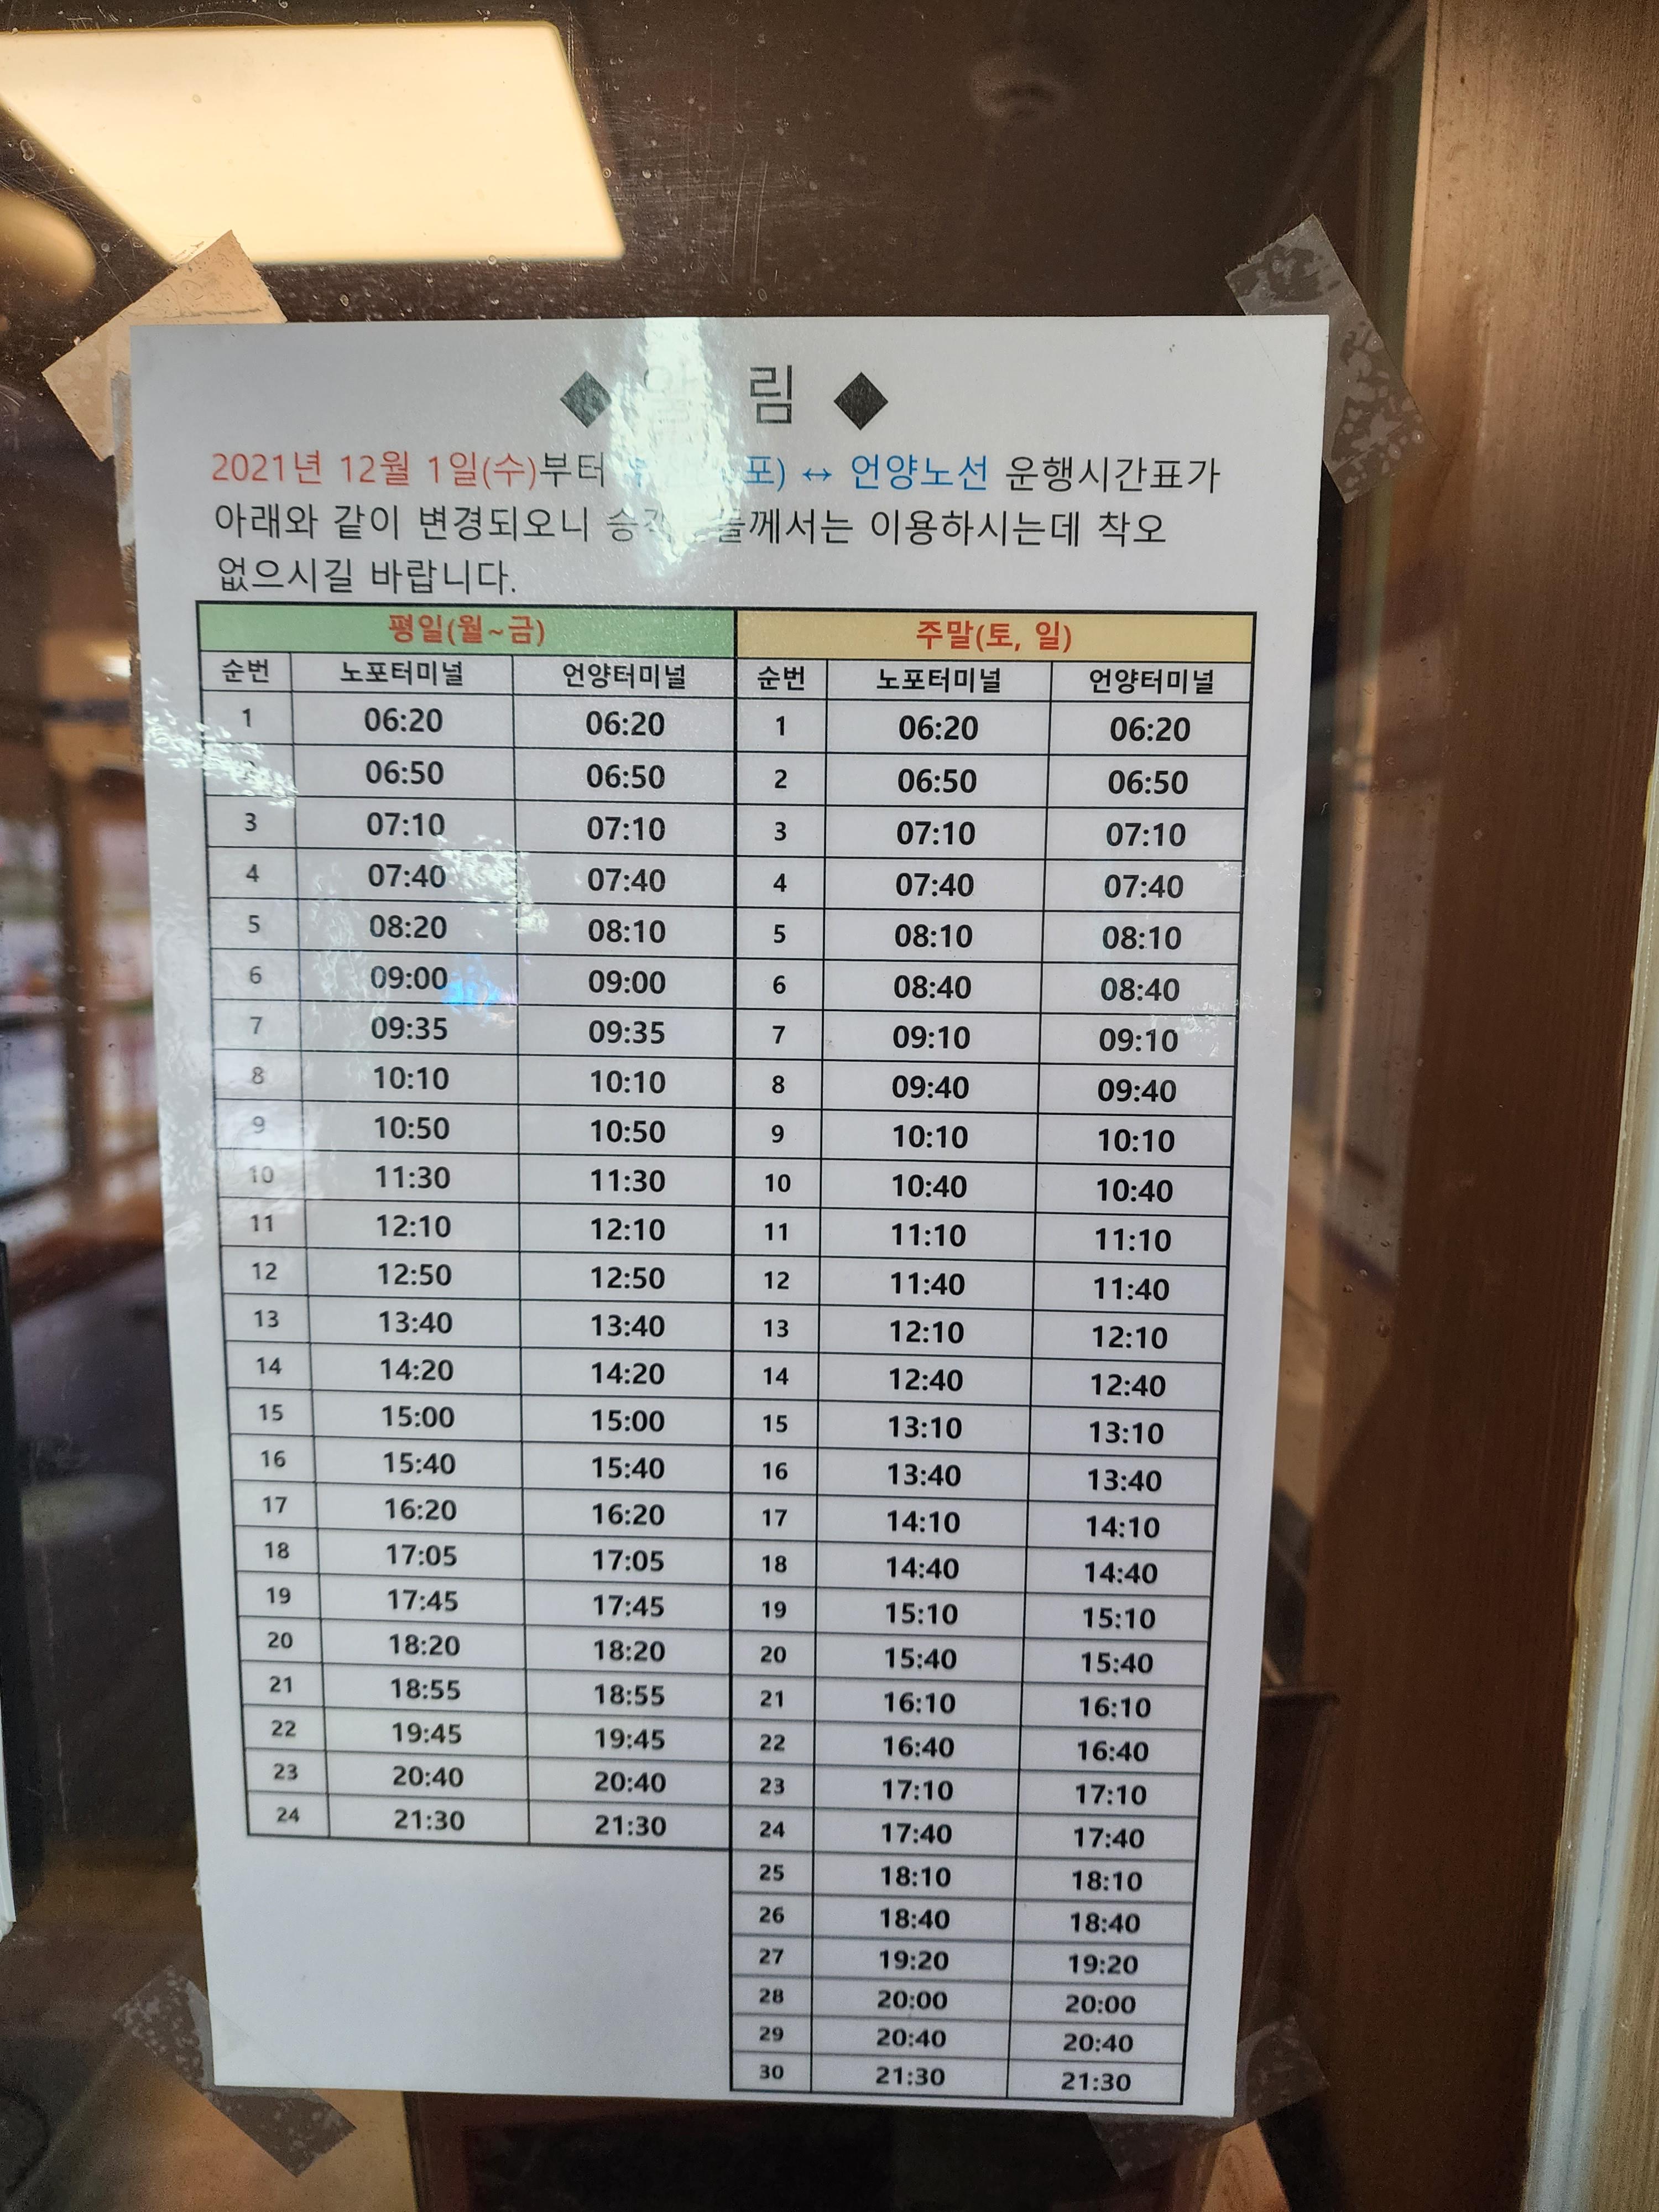 ◆ 알 림 ◆
2021년 12월 1일(수)부터 포) ↔ 언양노선 운행시간표가
아래와 같이 변경되오니 이용하시는데 착오
없으시길 바랍니다.
평일(월~금) 주말(토, 일)
순번 노포터미널 언양터미널 순번 노포터미널 언양터미널
1 06:20 06:20 1 06:20 06:20
06:50 06:50 2 06:50 06:50
3 07:10 07:10 3 07:10 07:10
4 07:40 07:40 4 07:40 07:40
5 08:20 08:10 5 08:10 08:10
6 09:00 09:00 6 08:40 08:40
7 09:35 09:35 7 09:10 09:10
8 10:10 10:10 8 09:40 09:40
9 10:50 10:50 9 10:10 10:10
10 11:30 11:30 10 10:40 10:40
11 12:10 12:10 11 11:10 11:10
12 12:50 12:50 12 11:40 11:40
13 13:40 13:40 13 12:10 12:10
14 14:20 14:20 14 12:40 12:40
15 15:00 15:00 15 13:10 13:10
16 15:40 15:40 16 13:40 13:40
17 16:20 16:20 17 14:10 14:10
18 17:05 17:05 18 14:40 14:40
19 17:45 17:45 19 15:10 15:10
20 18:20 18:20 20 15:40 15:40
21 18:55 18:55 21 16:10 16:10
22 19:45 19:45 22 16:40 16:40
23 20:40 20:40 23 17:10 17:10
24 21:30 21:30 24 17:40 17:40
25 18:10 18:10
26 18:40 18:40
27 19:20 19:20
28 20:00 20:00
29 20:40 20:40
30 21:30 21:30